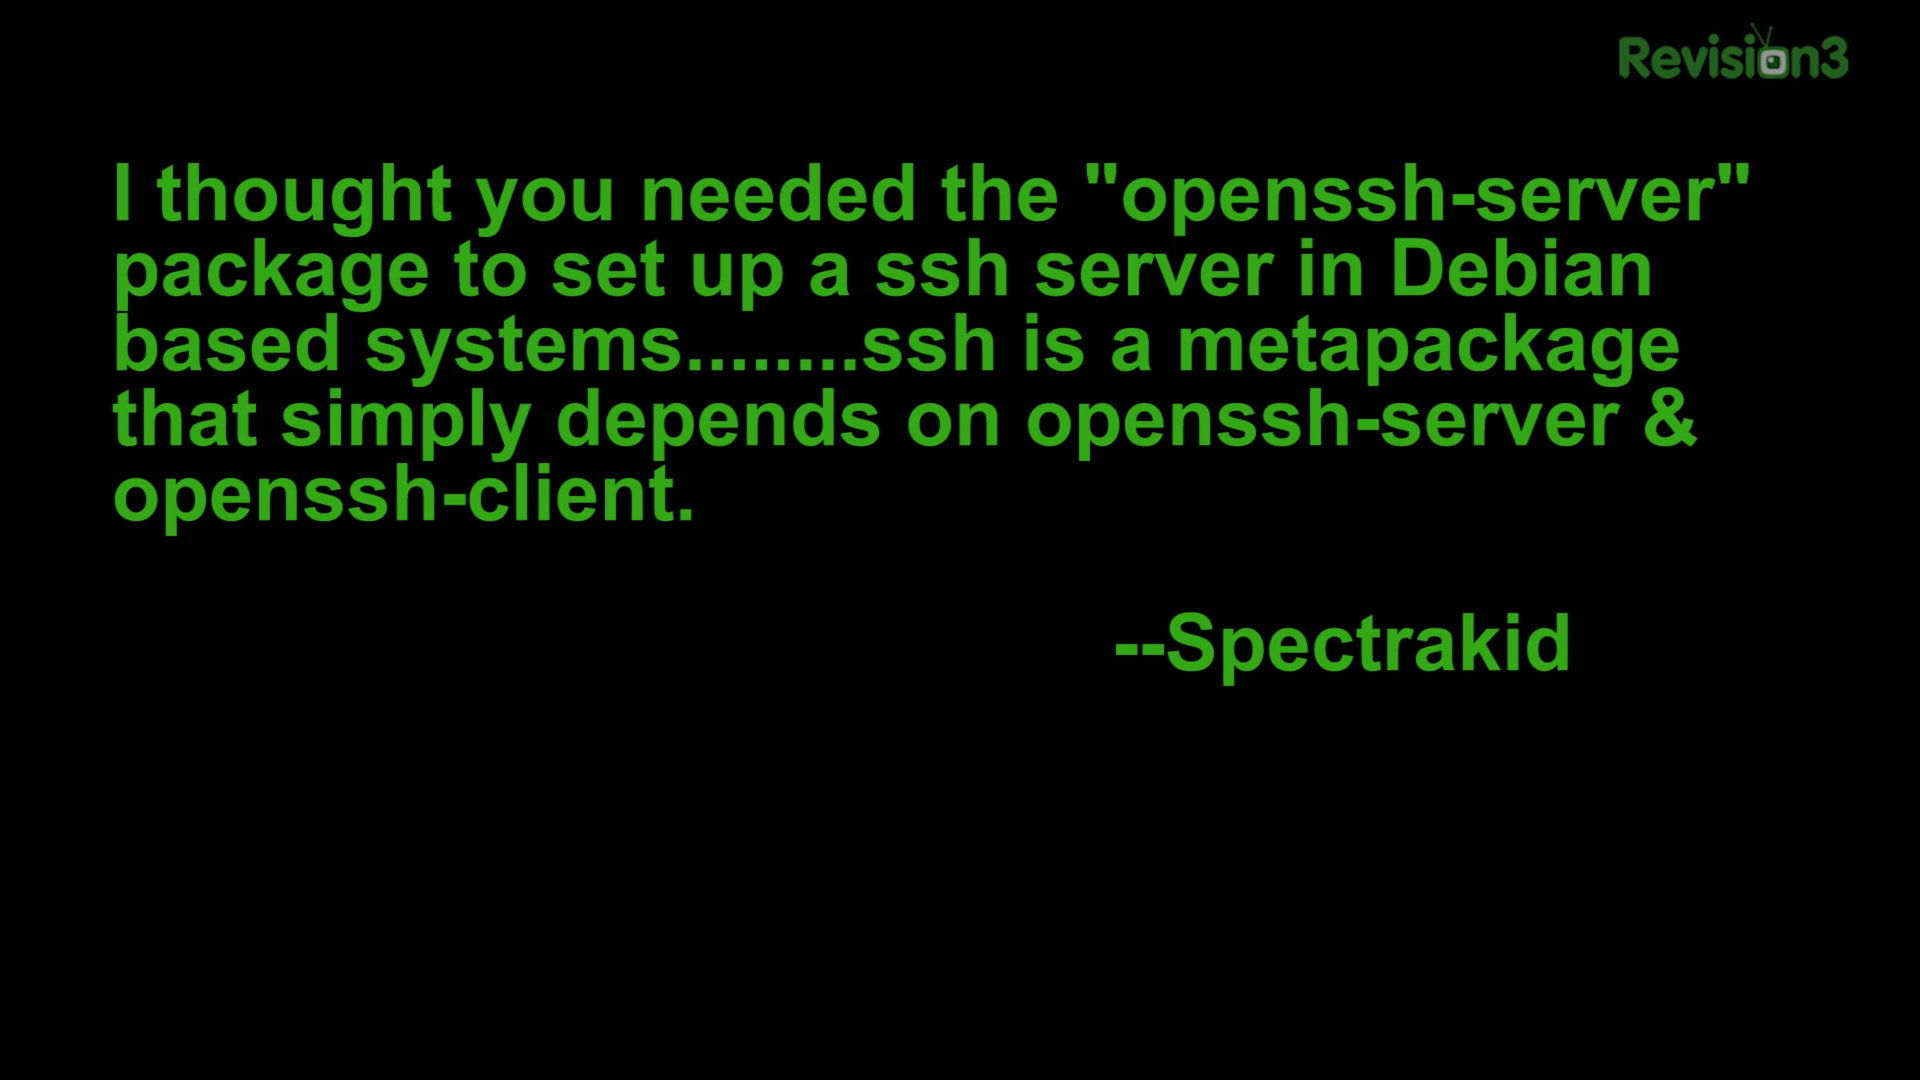 Revision3
I thought you needed the "openssh-server"
package to set up a ssh server in Debian
based systems........ssh is a metapackage
that simply depends on openssh-server &
openssh-client.
--Spectrakid